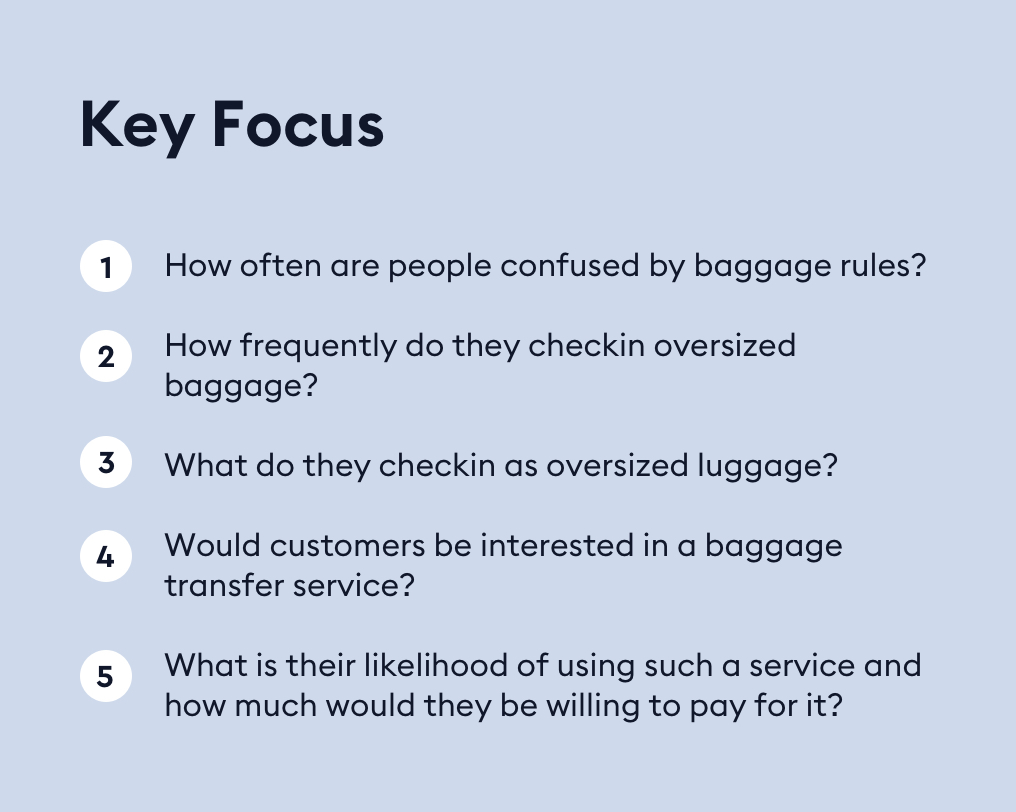 Key Focus
1 How often are people confused by baggage rules?
2 How frequently do they checkin oversized
baggage?
3 What do they checkin as oversized luggage?
4 Would customers be interested in a baggage
transfer service?
5 What is their likelihood of using such a service and
how much would they be willing to pay for it?